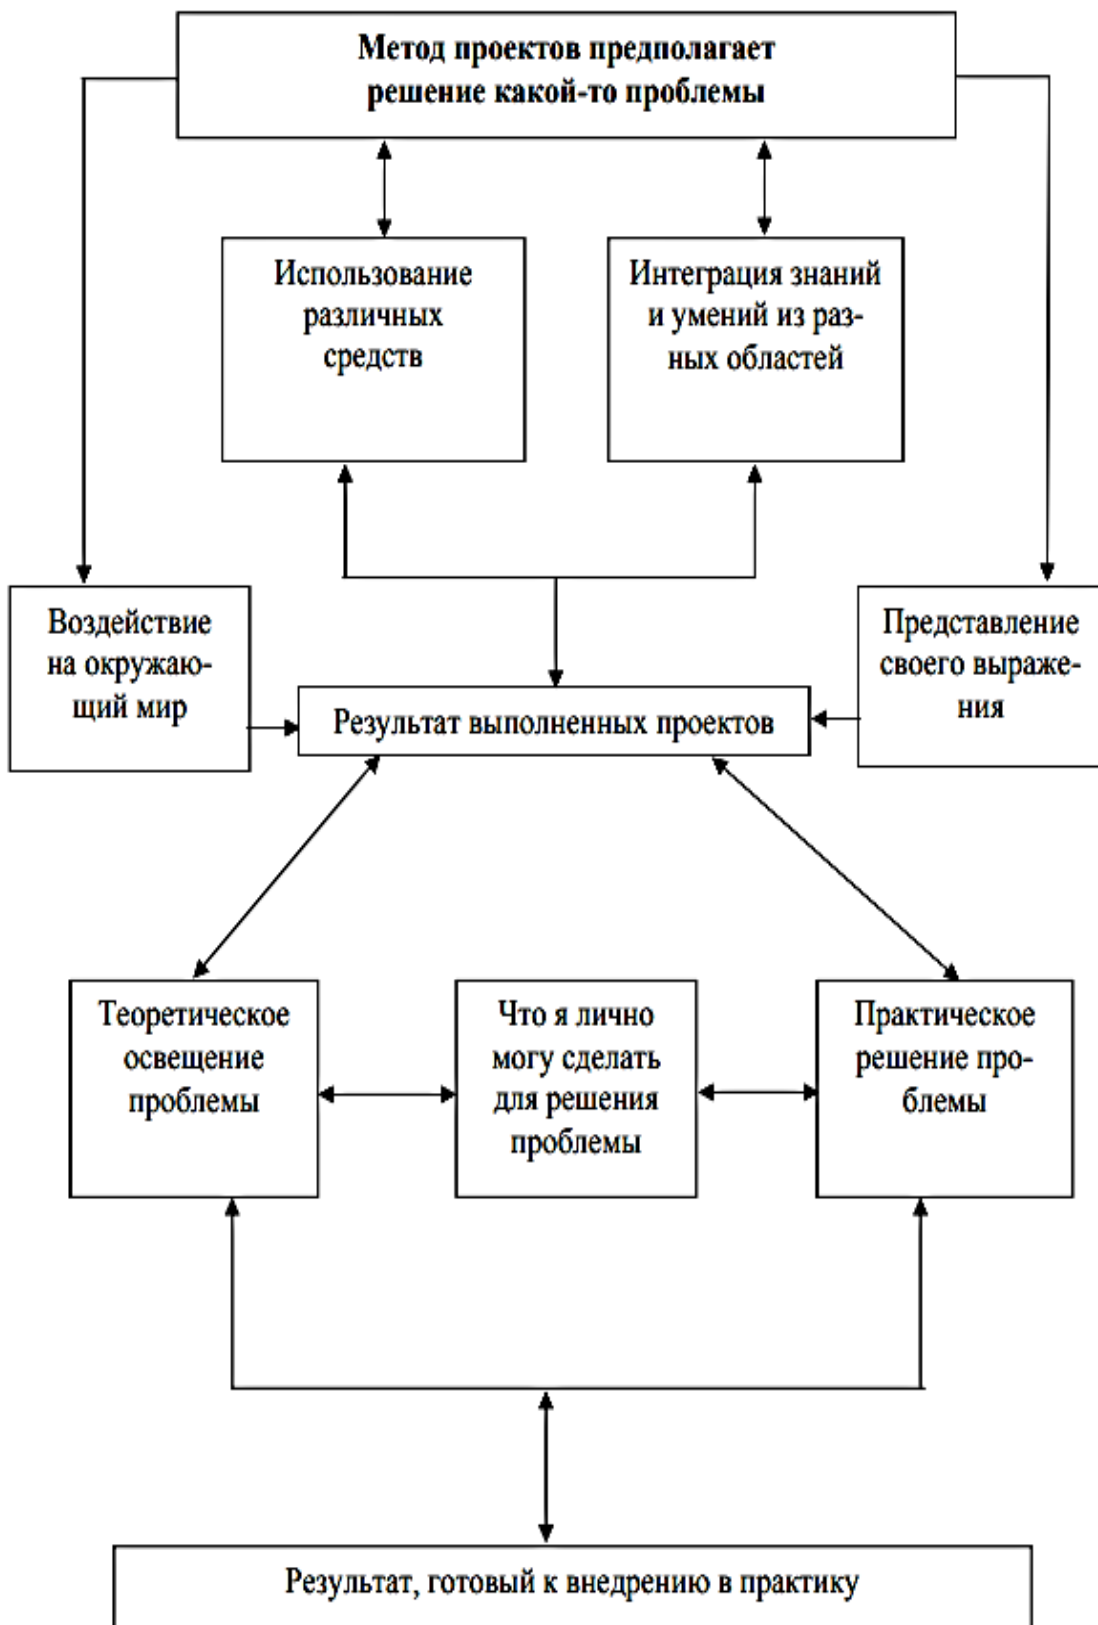 Метод проектов предполагает
решение какой-то проблемы
Использование
различных
средств
Интеграция знаний
и умений из раз-
ных областей
Воздействие
на окружаю-
щий мир
Представление
своего выраже-
ния
Результат выполненных проектов
Теоретическое
освещение
проблемы
Что я лично
могу сделать
для решения
проблемы
Практическое
решение про-
блемы
Результат, готовый к внедрению в практику